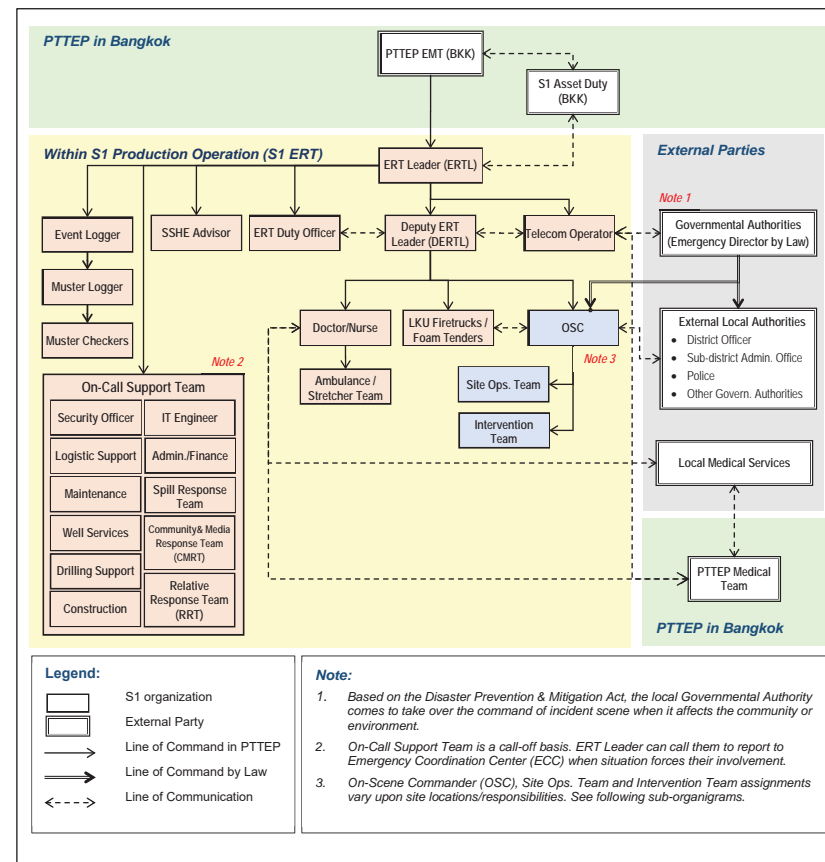 PTTEP in Bangkok
PTTEP EMT (BKK)
S1 Asset Duty
(BKK)
Within S1 Production Operation (S1 ERT)
External Parties
ERT Leader (ERTL)
Note 1
Event Logger
SSHE Advisor
ERT Duty Officer
Deputy ERT
Leader (DERTL)
Telecom Operator
Governmental Authorities
(Emergency Director by Law)
Muster Logger
Muster Checkers
Doctor/Nurse
LKU Firetrucks /
Foam Tenders
OSC
External Local Authorities
• District Officer
• Sub-district Admin. Office
• Police
• Other Govern. Authorities
Note 2
Note 3
On-Call Support Team
Ambulance /
Stretcher Team
Site Ops. Team
Intervention
Team
Security Officer
IT Engineer
Logistic Support
Admin./Finance
Maintenance
Spill Response
Team
Well Services
Community& Media
Response Team
(CMRT)
Drilling Support
Construction
Relative
Response Team
(RRT)
Local Medical Services
PTTEP Medical
Team
PTTEP in Bangkok
Legend:
S1 organization
External Party
Line of Command in PTTEP
Line of Command by Law
Line of Communication
Note:
1. Based on the Disaster Prevention & Mitigation Act, the local Governmental Authority
comes to take over the command of incident scene when it affects the community or
environment.
2. On-Call Support Team is a call-off basis. ERT Leader can call them to report to
Emergency Coordination Center (ECC) when situation forces their involvement.
3. On-Scene Commander (OSC), Site Ops. Team and Intervention Team assignments
vary upon site locations/responsibilities. See following sub-organigrams.